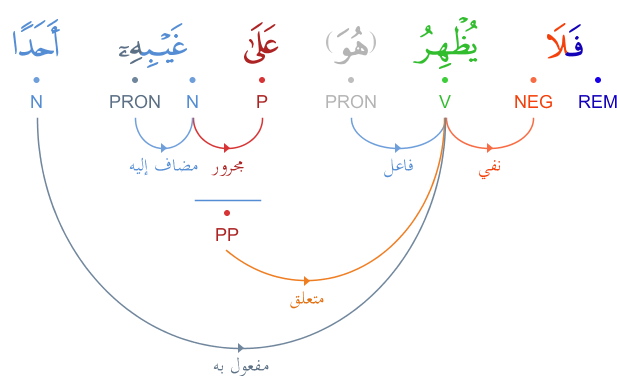 فَلَا يُظْهِرُ (هُوَ) عَلَىٰ غَيْبِهِۦٓ أَحَدًا
REM NEG V PRON P N PRON N
نفي فاعل مجرور مضاف إليه
PP
متعلق
مفعول به